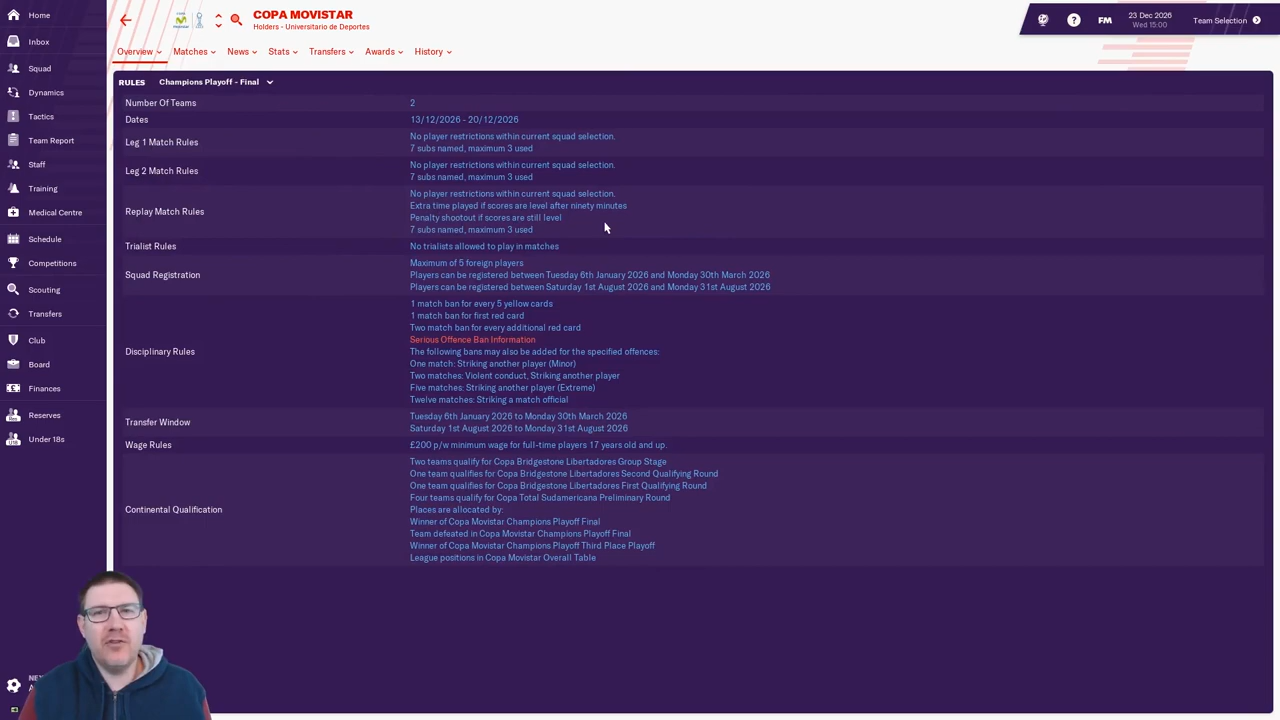 Home
Inbox
Squad
Dynamics
Tactics
Team Report
Staff
Training
Medical Centre
Schedule
Competitions
Scouting
Transfers
Club
Board
Finances
Reserves
Under 18s
COPA MOVISTAR
Holders - Universitario de Deportes
FM
23 Dec 2026
Wed 15:00
Team Selection
Overview
Matches
News
Stats
Transfers
Awards
History
RULES Champions Playoff - Final
Number Of Teams
2
Dates
13/12/2026 - 20/12/2026
Leg 1 Match Rules
No player restrictions within current squad selection.
7 subs named, maximum 3 used
Leg 2 Match Rules
No player restrictions within current squad selection.
7 subs named, maximum 3 used
Replay Match Rules
No player restrictions within current squad selection.
Extra time played if scores are level after ninety minutes
Penalty shootout if scores are still level
7 subs named, maximum 3 used
Trialist Rules
No trialists allowed to play in matches
Squad Registration
Maximum of 5 foreign players
Players can be registered between Tuesday 6th January 2026 and Monday 30th March 2026
Players can be registered between Saturday 1st August 2026 and Monday 31st August 2026
Disciplinary Rules
1 match ban for every 5 yellow cards
1 match ban for first red card
Two match ban for every additional red card
Serious Offence Ban Information
The following bans may also be added for the specified offences:
One match: Striking another player (Minor)
Two matches: Violent conduct, Striking another player
Five matches: Striking another player (Extreme)
Twelve matches: Striking a match official
Transfer Window
Tuesday 6th January 2026 to Monday 30th March 2026
Saturday 1st August 2026 to Monday 31st August 2026
Wage Rules
£200 p/w minimum wage for full-time players 17 years old and up.
Continental Qualification
Two teams qualify for Copa Bridgestone Libertadores Group Stage
One team qualifies for Copa Bridgestone Libertadores Second Qualifying Round
One team qualifies for Copa Bridgestone Libertadores First Qualifying Round
Four teams qualify for Copa Total Sudamericana Preliminary Round
Places are allocated by:
Winner of Copa Movistar Champions Playoff Final
Team defeated in Copa Movistar Champions Playoff Final
Winner of Copa Movistar Champions Playoff Third Place Playoff
League positions in Copa Movistar Overall Table